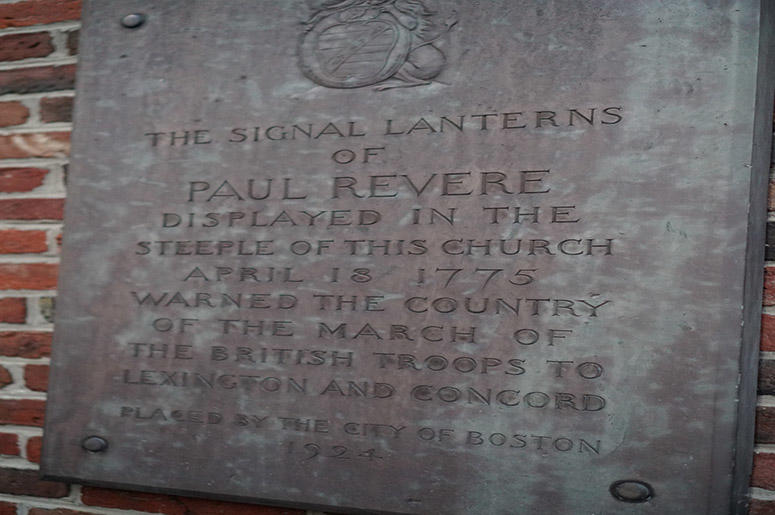 THE SIGNAL LANTERNS
OF
PAUL REVERE
DISPLAYED IN THE
STEEPLE OF THIS CHURCH
APRIL 18 1775
WARNED THE COUNTRY
OF THE MARCH OF
THE BRITISH TROOPS TO
LEXINGTON AND CONCORD
PLACED BY THE CITY OF BOSTON
1924